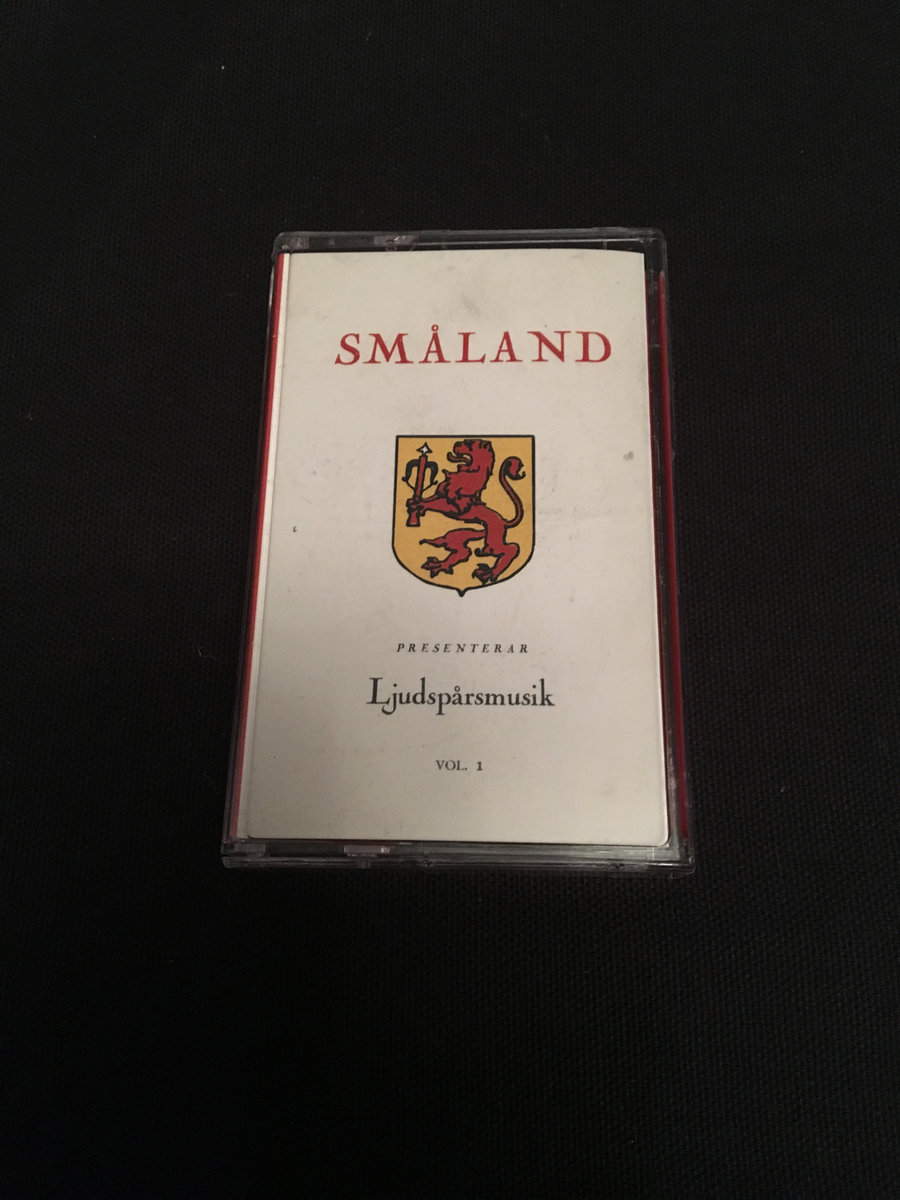 SMÅLAND
PRESENTERAR
Ljudspårsmusik
VOL. 1